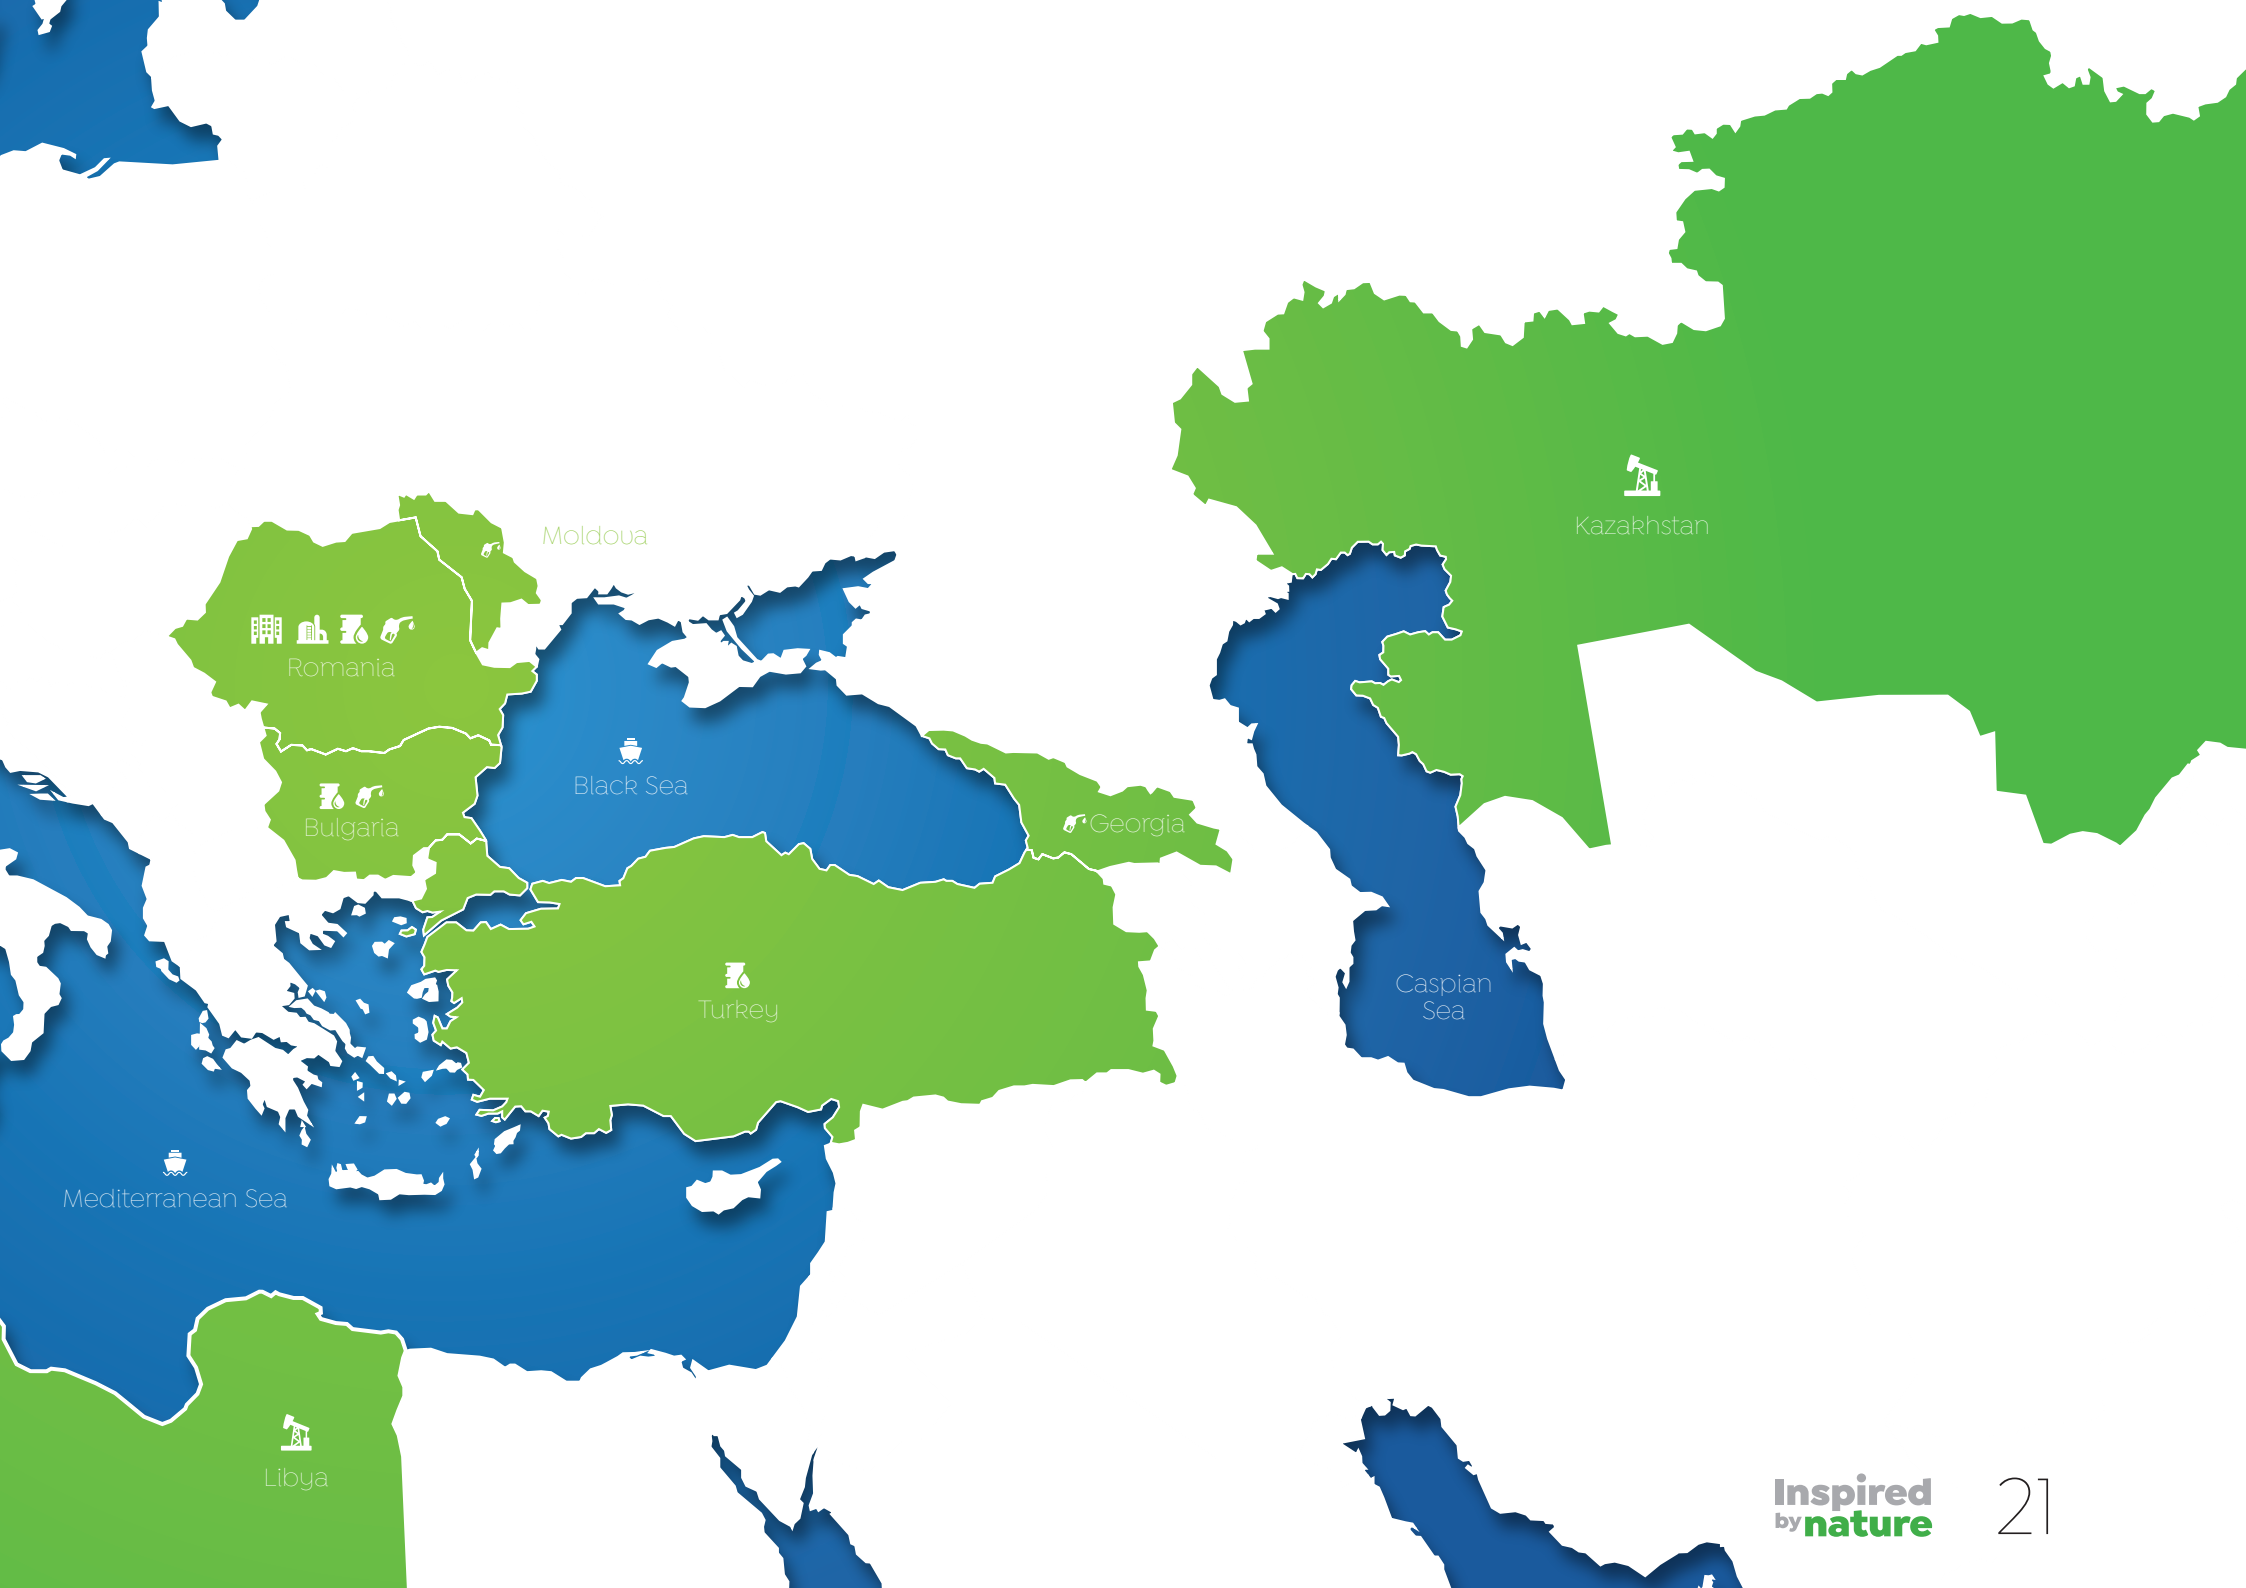 Moldova
Kazakhstan
Romania
Black Sea
Bulgaria
Georgia
Caspian
Sea
Turkey
Mediterranean Sea
Libya
Inspired
by nature
21